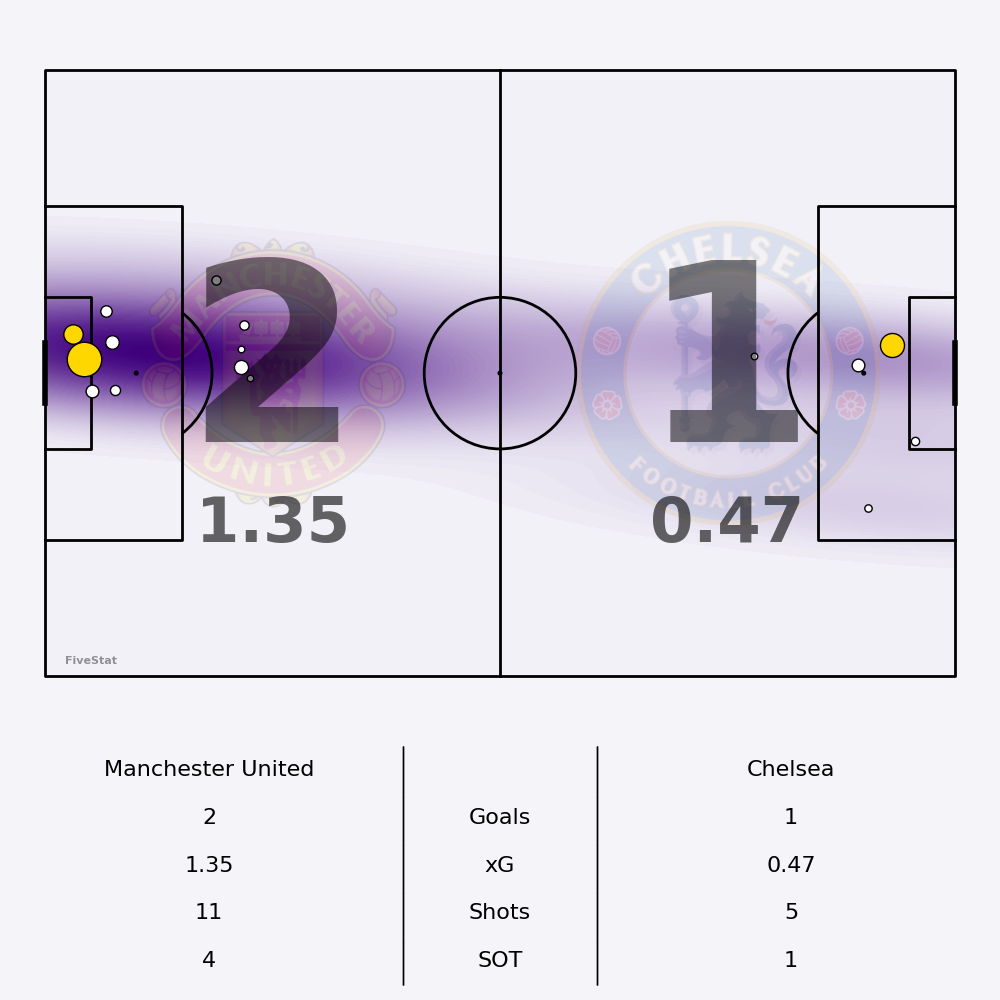 MANCHESTER
UNITED
CHELSEA
FOOTBALL CLUB
2
1
1.35
0.47
FiveStat
Manchester United
Chelsea
2
Goals
1
1.35
xG
0.47
11
Shots
5
4
SOT
1